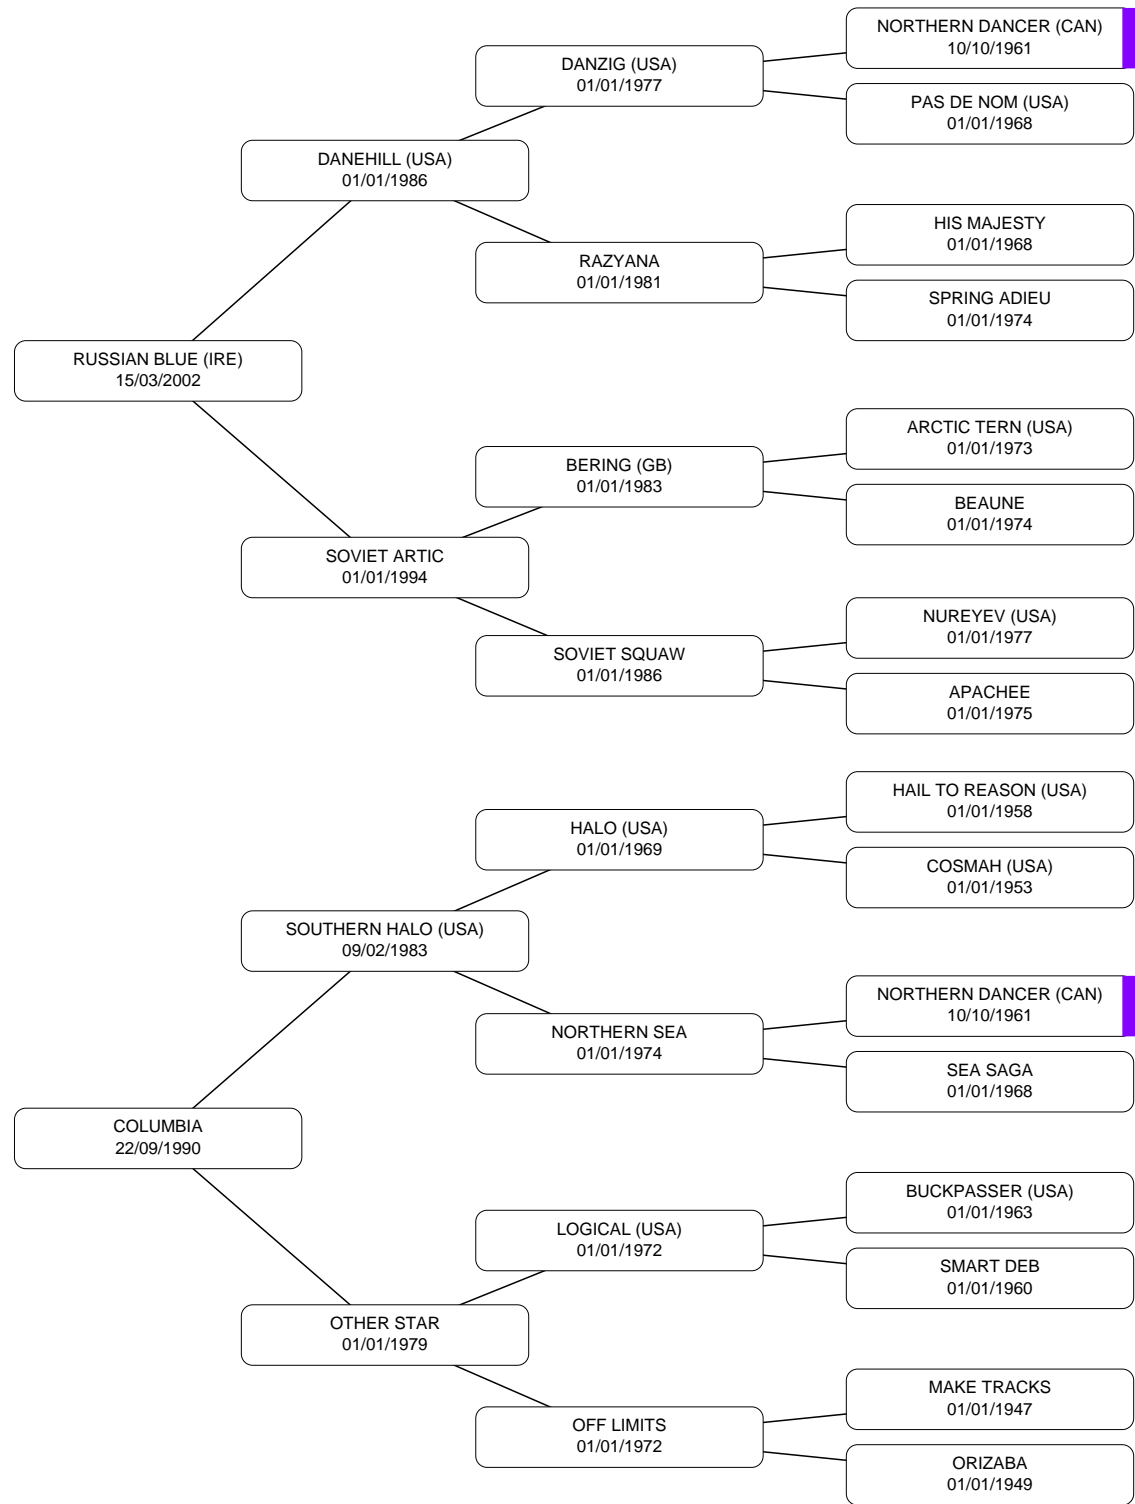 NORTHERN DANCER (CAN)
10/10/1961
DANZIG (USA)
01/01/1977
PAS DE NOM (USA)
01/01/1968
DANEHILL (USA)
01/01/1986
HIS MAJESTY
01/01/1968
RAZYANA
01/01/1981
SPRING ADIEU
01/01/1974
RUSSIAN BLUE (IRE)
15/03/2002
ARCTIC TERN (USA)
01/01/1973
BERING (GB)
01/01/1983
BEAUNE
01/01/1974
SOVIET ARTIC
01/01/1994
NUREYEV (USA)
01/01/1977
SOVIET SQUAW
01/01/1986
APACHEE
01/01/1975
HAIL TO REASON (USA)
01/01/1958
HALO (USA)
01/01/1969
COSMAH (USA)
01/01/1953
SOUTHERN HALO (USA)
09/02/1983
NORTHERN DANCER (CAN)
10/10/1961
NORTHERN SEA
01/01/1974
SEA SAGA
01/01/1968
COLUMBIA
22/09/1990
BUCKPASSER (USA)
01/01/1963
LOGICAL (USA)
01/01/1972
SMART DEB
01/01/1960
OTHER STAR
01/01/1979
MAKE TRACKS
01/01/1947
OFF LIMITS
01/01/1972
ORIZABA
01/01/1949